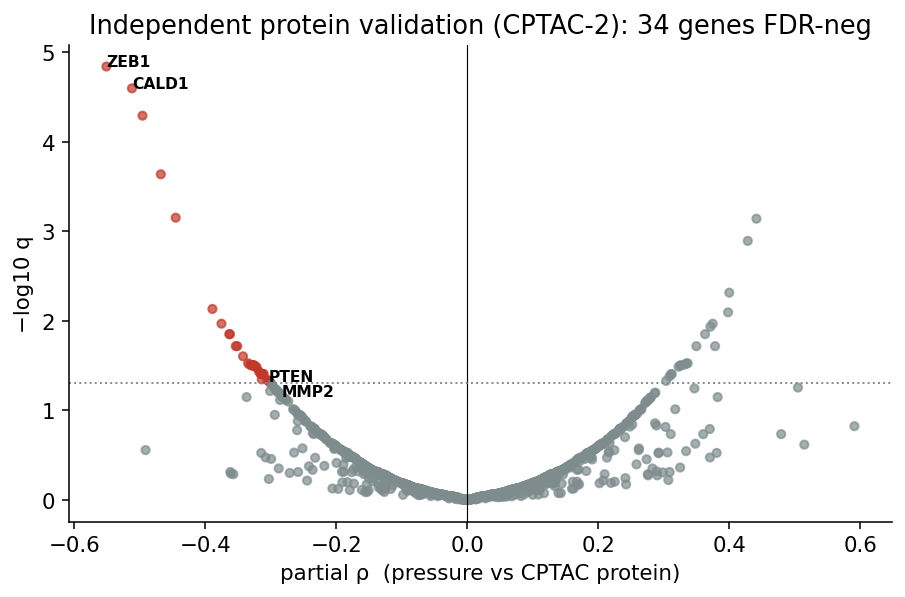 Independent protein validation (CPTAC-2): 34 genes FDR-neg
−log10 q
5
4
3
2
1
0
ZEB1
CALD1
PTEN
MMP2
−0.6
−0.4
−0.2
0.0
0.2
0.4
0.6
partial ρ (pressure vs CPTAC protein)